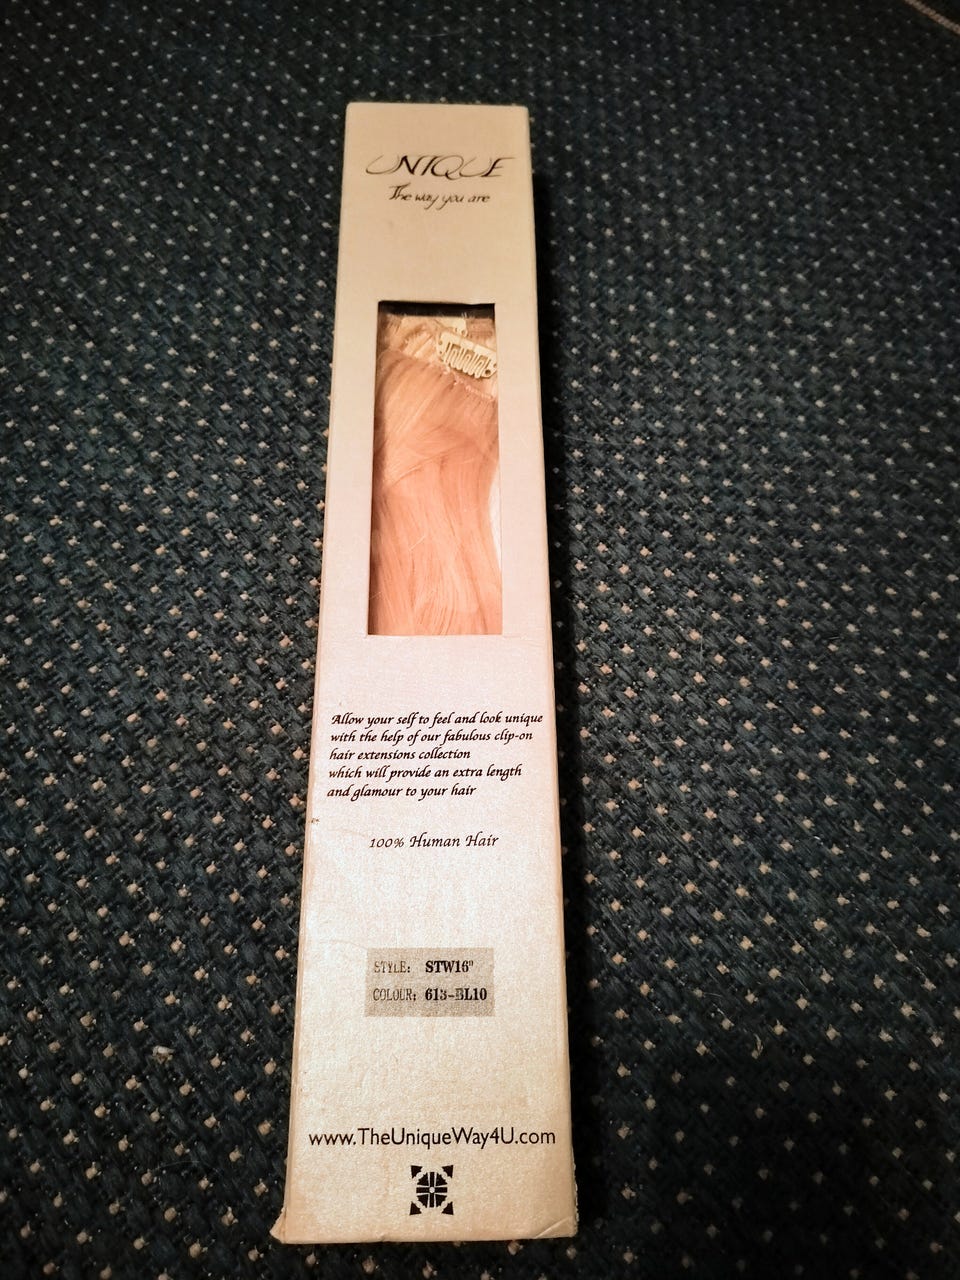 UNIQUE
The way you are
Allow your self to feel and look unique
with the help of our fabulous clip-on
hair extensions collection
which will provide an extra length
and glamour to your hair
100% Human Hair
STYLE: STW16"
COLOUR: 613-BL10
www.TheUniqueWay4U.com